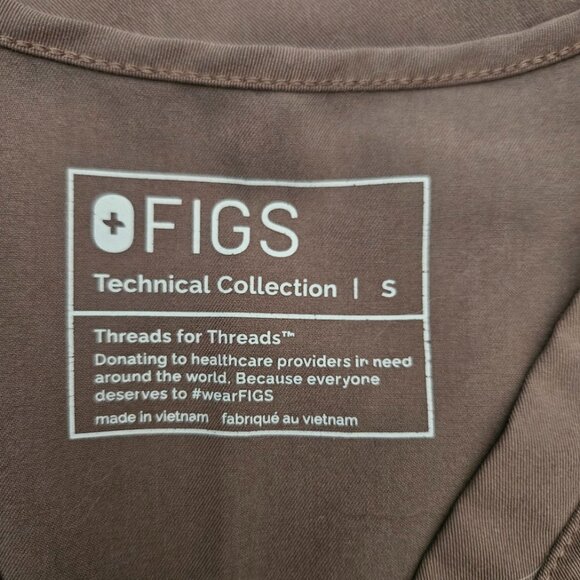 FIGS
Technical Collection | S
Threads for Threads™
Donating to healthcare providers in need
around the world. Because everyone
deserves to #wearFIGS
made in vietnam fabriqué au vietnam